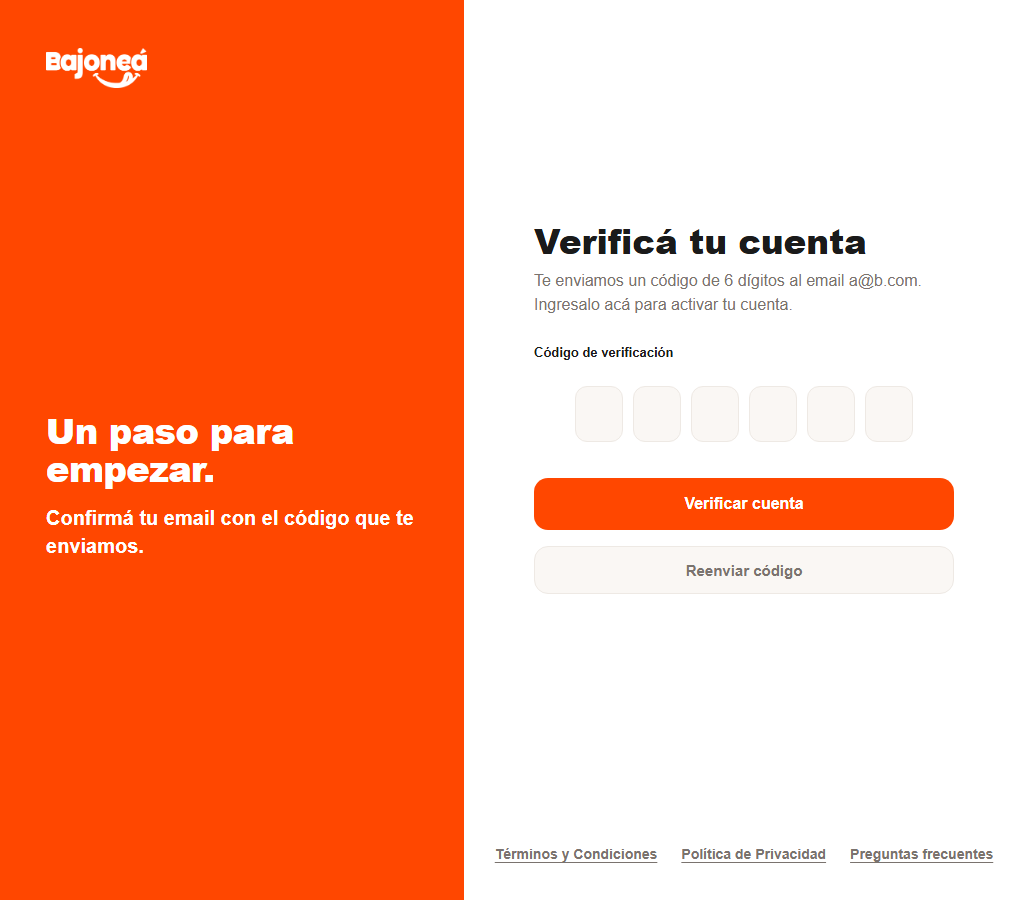 Bajoneá
Un paso para
empezar.
Confirmá tu email con el código que te
enviamos.
Verificá tu cuenta
Te enviamos un código de 6 dígitos al email a@b.com.
Ingresalo acá para activar tu cuenta.
Código de verificación
Verificar cuenta
Reenviar código
Términos y Condiciones
Política de Privacidad
Preguntas frecuentes